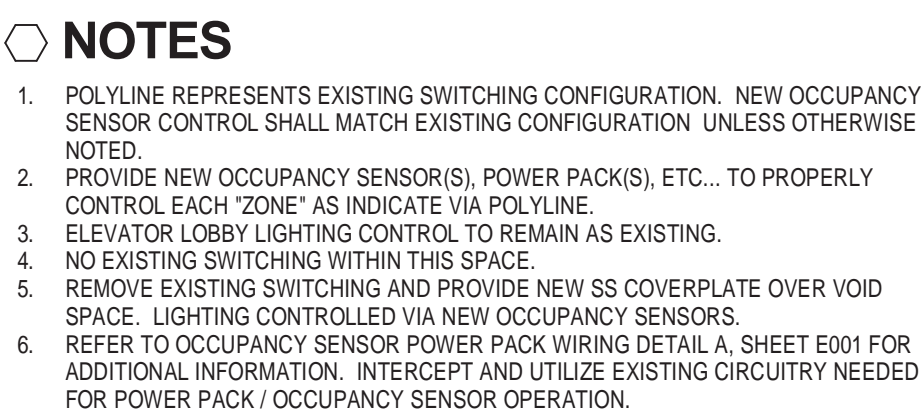 NOTES
1. POLYLINE REPRESENTS EXISTING SWITCHING CONFIGURATION. NEW OCCUPANCY
SENSOR CONTROL SHALL MATCH EXISTING CONFIGURATION UNLESS OTHERWISE
NOTED.
2. PROVIDE NEW OCCUPANCY SENSOR(S), POWER PACK(S), ETC... TO PROPERLY
CONTROL EACH "ZONE" AS INDICATE VIA POLYLINE.
3. ELEVATOR LOBBY LIGHTING CONTROL TO REMAIN AS EXISTING.
4. NO EXISTING SWITCHING WITHIN THIS SPACE.
5. REMOVE EXISTING SWITCHING AND PROVIDE NEW SS COVERPLATE OVER VOID
SPACE. LIGHTING CONTROLLED VIA NEW OCCUPANCY SENSORS.
6. REFER TO OCCUPANCY SENSOR POWER PACK WIRING DETAIL A, SHEET E001 FOR
ADDITIONAL INFORMATION. INTERCEPT AND UTILIZE EXISTING CIRCUITRY NEEDED
FOR POWER PACK / OCCUPANCY SENSOR OPERATION.